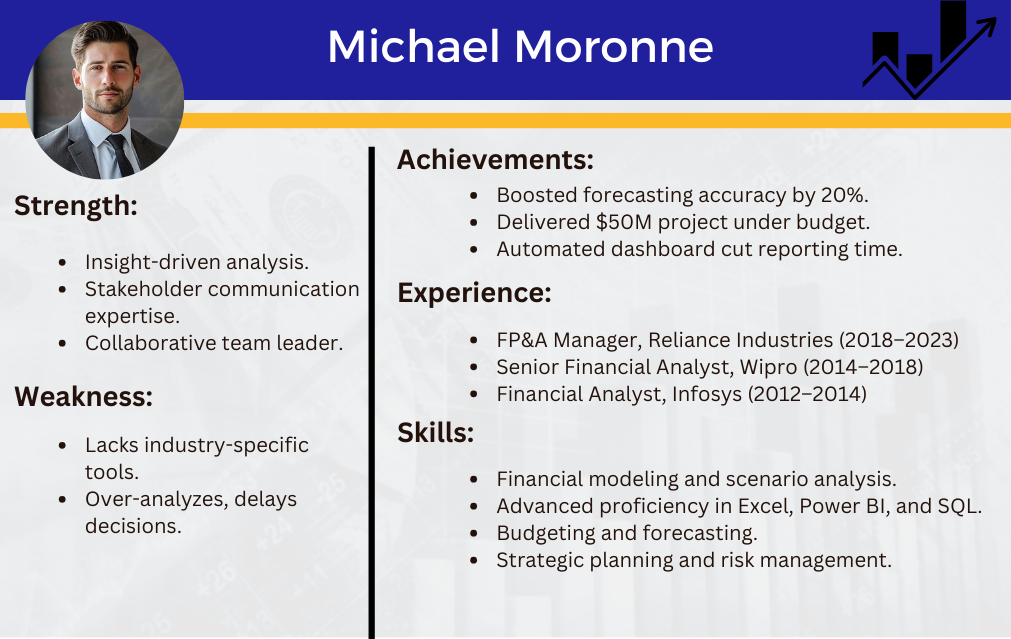 Michael Moronne
Strength:
• Insight-driven analysis.
• Stakeholder communication
expertise.
• Collaborative team leader.
Weakness:
• Lacks industry-specific
tools.
• Over-analyzes, delays
decisions.
Achievements:
• Boosted forecasting accuracy by 20%.
• Delivered $50M project under budget.
• Automated dashboard cut reporting time.
Experience:
• FP&A Manager, Reliance Industries (2018–2023)
• Senior Financial Analyst, Wipro (2014–2018)
• Financial Analyst, Infosys (2012–2014)
Skills:
• Financial modeling and scenario analysis.
• Advanced proficiency in Excel, Power BI, and SQL.
• Budgeting and forecasting.
• Strategic planning and risk management.